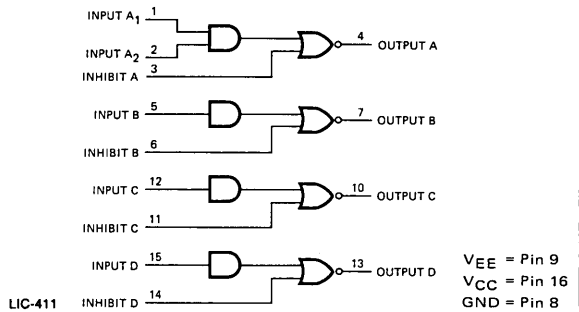 INPUT A1 1
INPUT A2 2
INHIBIT A 3
4 OUTPUT A
INPUT B 5
INHIBIT B 6
7 OUTPUT B
INPUT C 12
INHIBIT C 11
10 OUTPUT C
INPUT D 15
INHIBIT D 14
13 OUTPUT D
VEE = Pin 9
VCC = Pin 16
GND = Pin 8
LIC-411